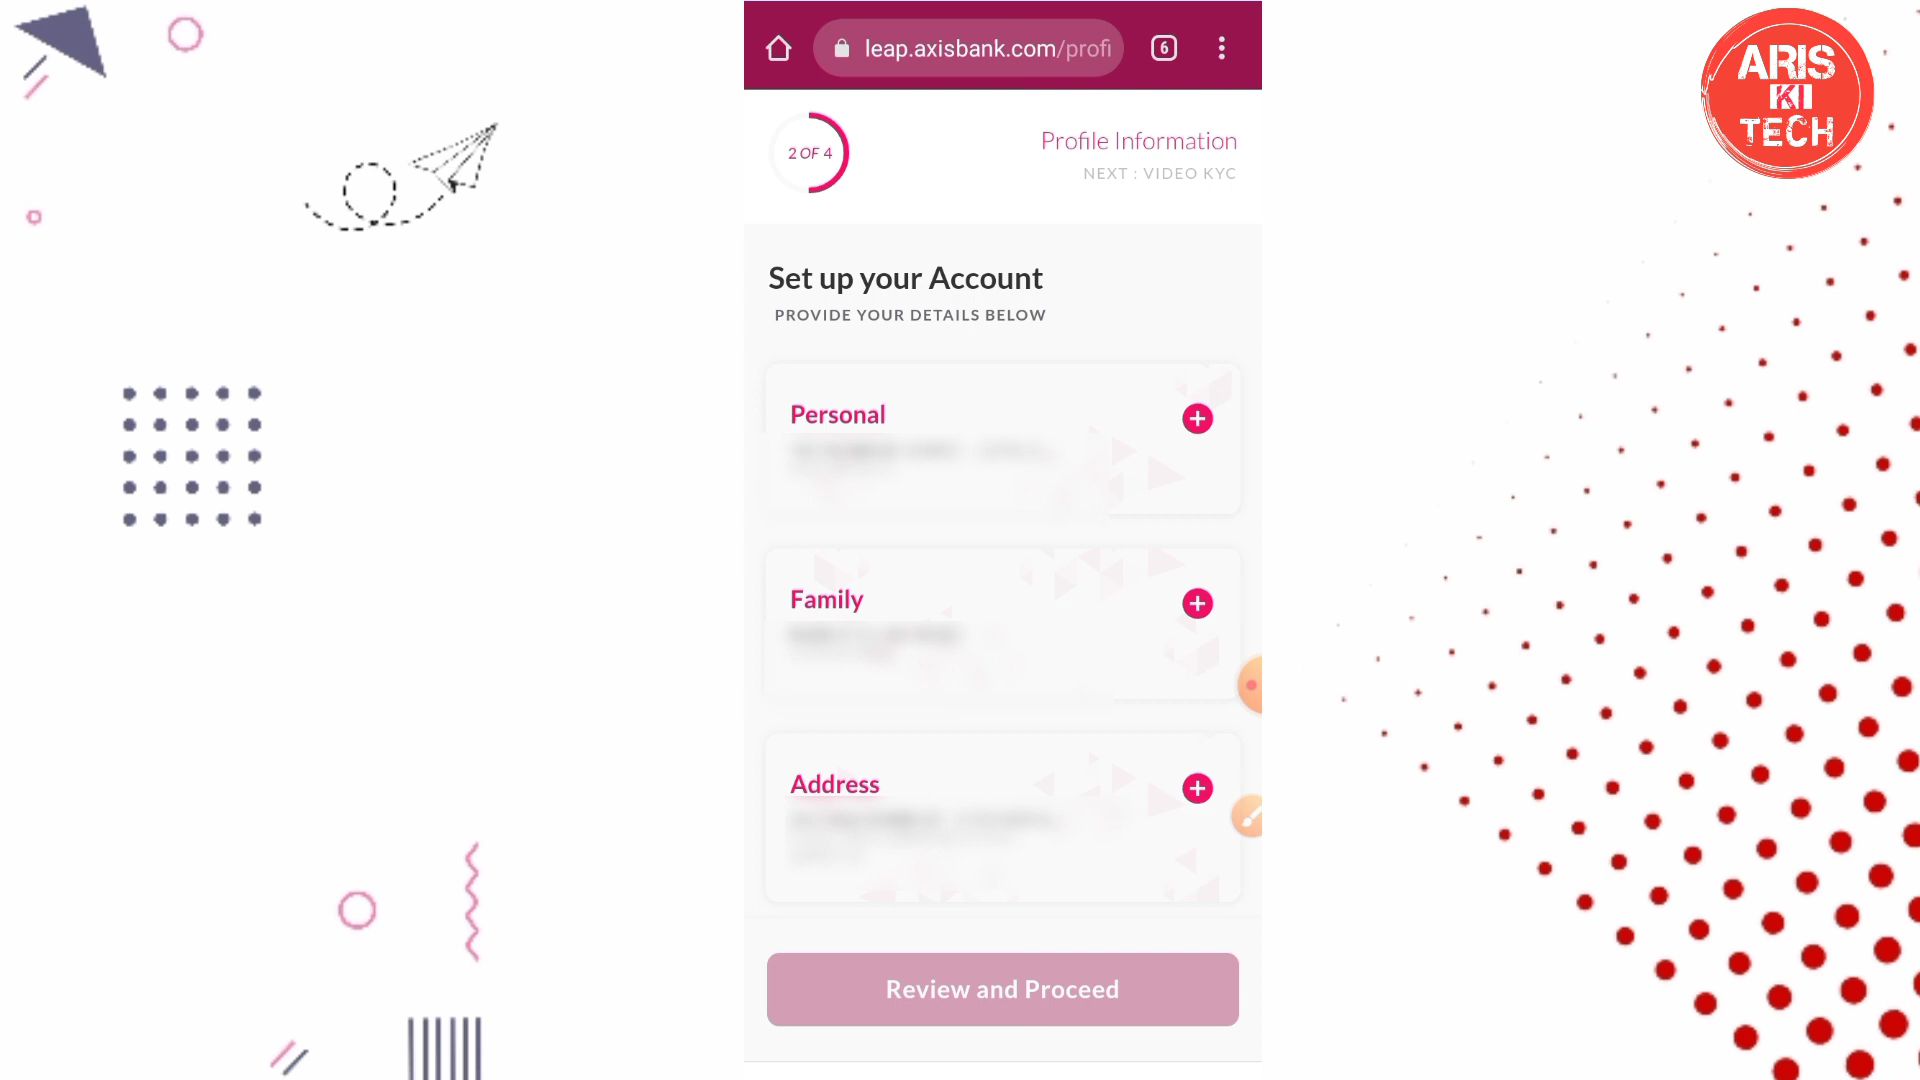 leap.axisbank.com/profi
6
ARIS
KI
TECH
2 OF 4
Profile Information
NEXT : VIDEO KYC
Set up your Account
PROVIDE YOUR DETAILS BELOW
Personal
Family
Address
Review and Proceed